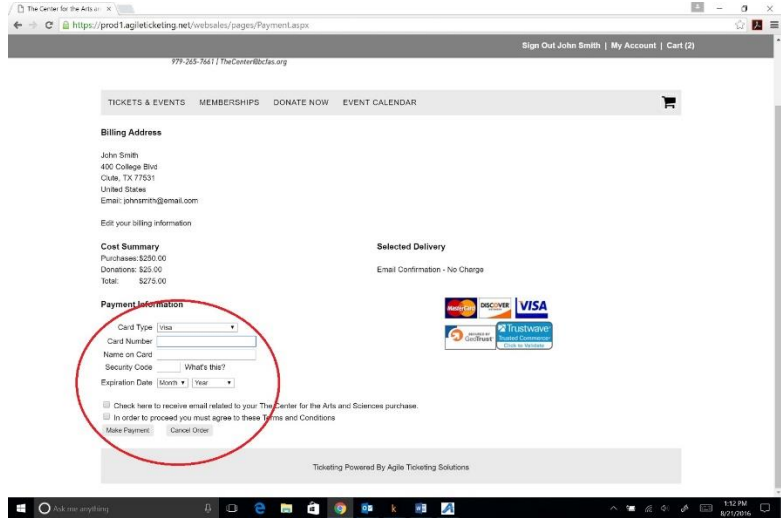 The Center for the Arts an
https://prod1.agileticketing.net/websales/pages/Payment.aspx
Sign Out John Smith | My Account | Cart (2)
979-265-7661 | TheCenter@bcfas.org
TICKETS & EVENTS MEMBERSHIPS DONATE NOW EVENT CALENDAR
Billing Address
John Smith
400 College Blvd
Clute, TX 77531
United States
Email: johnsmith@email.com
Edit your billing information
Cost Summary
Purchases: $250.00
Donations: $25.00
Total: $275.00
Selected Delivery
Email Confirmation - No Charge
Payment Information
Card Type Visa
Card Number
Name on Card
Security Code What's this?
Expiration Date Month Year
MasterCard DISCOVER VISA
SECURED BY
GeoTrust
Trustwave
Trusted Commerce
Click to Validate
Check here to receive email related to your The Center for the Arts and Sciences purchase.
In order to proceed you must agree to these Terms and Conditions
Make Payment Cancel Order
Ticketing Powered By Agile Ticketing Solutions
Ask me anything
1:12 PM
8/21/2016